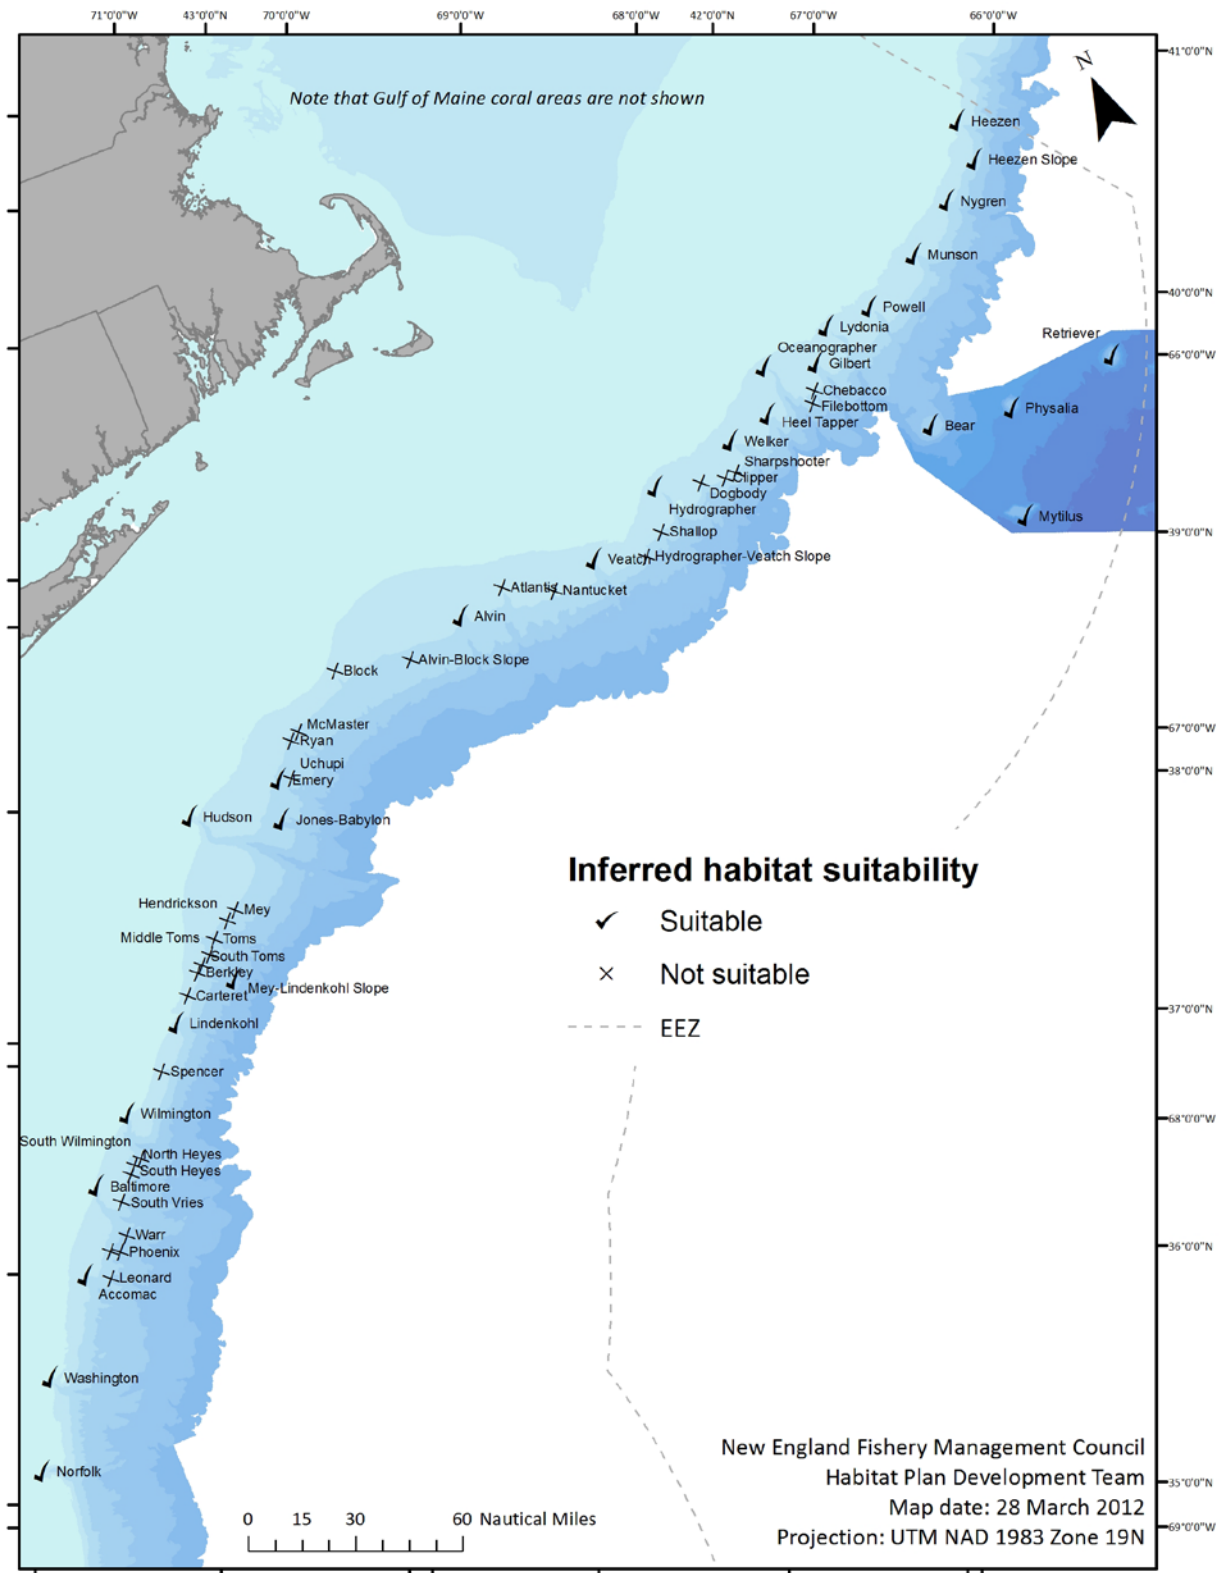 71°0'0"W 43°0'0"W 70°0'0"W 69°0'0"W 68°0'0"W 42°0'0"W 67°0'0"W 66°0'0"W
41°0'0"N
N
Note that Gulf of Maine coral areas are not shown
Heezen
Heezen Slope
Nygren
Munson
40°0'0"N
Powell
Lydonia
Retriever
Oceanographer
66°0'0"W
Gilbert
Chebacco
Filebottom
Physalia
Heel Tapper
Bear
Welker
Sharpshooter
Clipper
Dogbody
Hydrographer
Mytilus
Shallop
39°0'0"N
Veatch
Hydrographer-Veatch Slope
Atlantis
Nantucket
Alvin
Alvin-Block Slope
Block
McMaster
67°0'0"W
Ryan
Uchupi
38°0'0"N
Emery
Hudson
Jones-Babylon
Inferred habitat suitability
Suitable
Not suitable
EEZ
Hendrickson
Mey
Middle Toms
Toms
South Toms
Berkley
Mey-Lindenkohl Slope
Carteret
37°0'0"N
Lindenkohl
Spencer
Wilmington
68°0'0"W
South Wilmington
North Heyes
South Heyes
Baltimore
South Vries
Warr
36°0'0"N
Phoenix
Leonard
Accomac
Washington
Norfolk
New England Fishery Management Council
Habitat Plan Development Team
35°0'0"N
Map date: 28 March 2012
69°0'0"W
Projection: UTM NAD 1983 Zone 19N
0 15 30 60 Nautical Miles